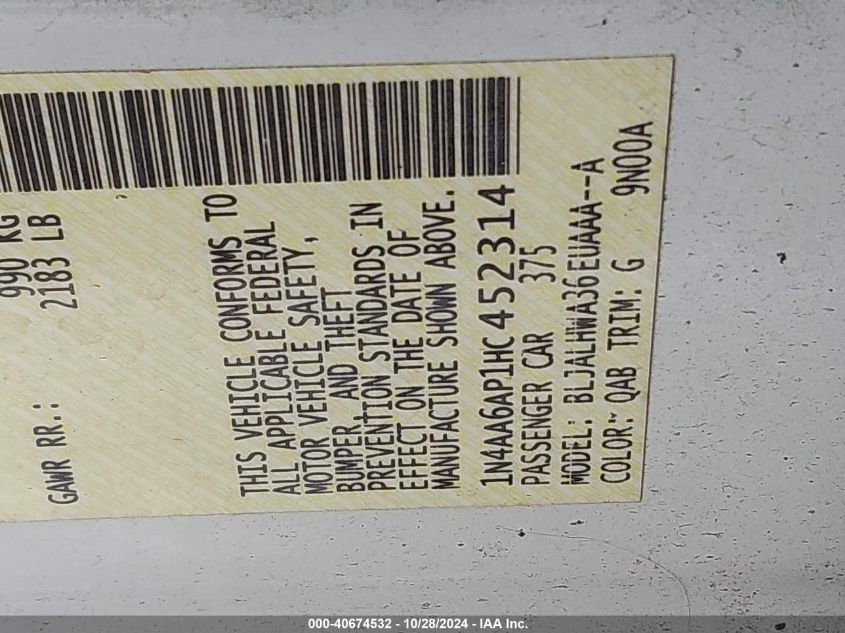 990 KG
GAWR RR.: 2183 LB
THIS VEHICLE CONFORMS TO
ALL APPLICABLE FEDERAL
MOTOR VEHICLE SAFETY,
BUMPER, AND THEFT
PREVENTION STANDARDS IN
EFFECT ON THE DATE OF
MANUFACTURE SHOWN ABOVE.
1N4AA6AP1HC452314
PASSENGER CAR 375
MODEL: BLJALHWA36EUAAA--A
COLOR: QAB TRIM: G 9N00A
000-40674532 - 10/28/2024 - IAA Inc.